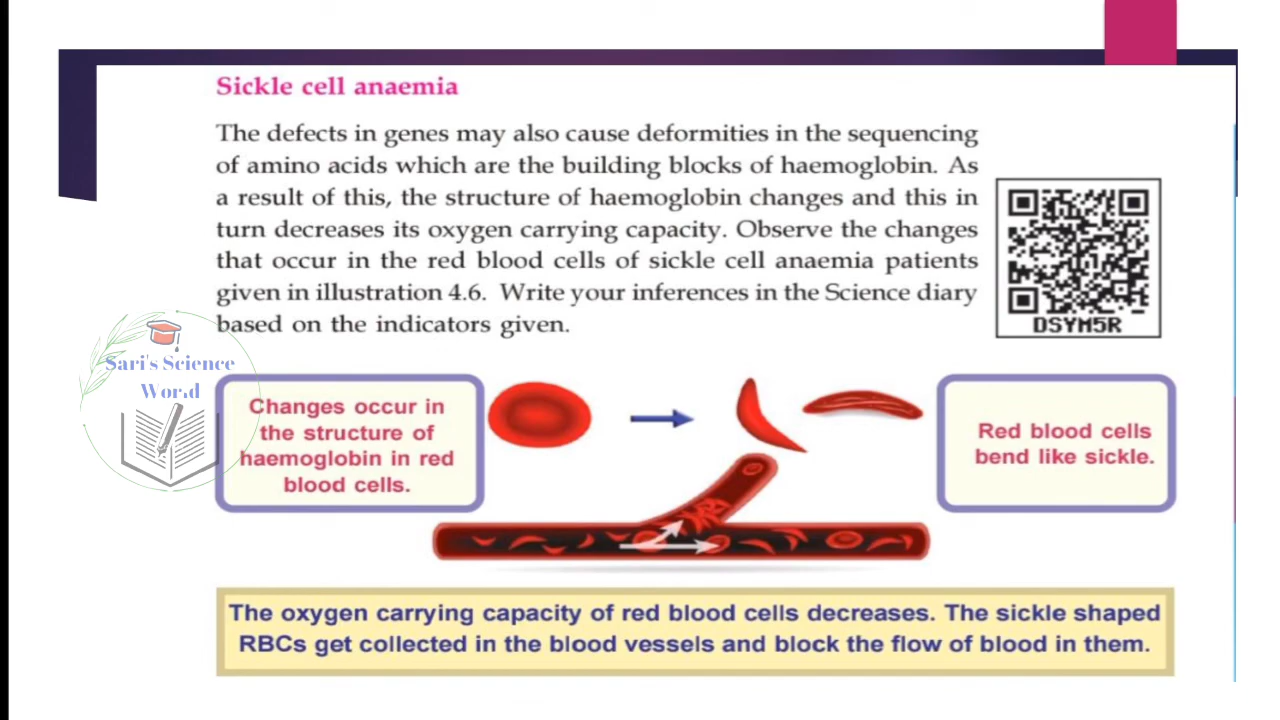 Sickle cell anaemia
The defects in genes may also cause deformities in the sequencing
of amino acids which are the building blocks of haemoglobin. As
a result of this, the structure of haemoglobin changes and this in
turn decreases its oxygen carrying capacity. Observe the changes
that occur in the red blood cells of sickle cell anaemia patients
given in illustration 4.6. Write your inferences in the Science diary
based on the indicators given.
DSYM5R
Sari's Science
World
Changes occur in
the structure of
haemoglobin in red
blood cells.
Red blood cells
bend like sickle.
The oxygen carrying capacity of red blood cells decreases. The sickle shaped
RBCs get collected in the blood vessels and block the flow of blood in them.